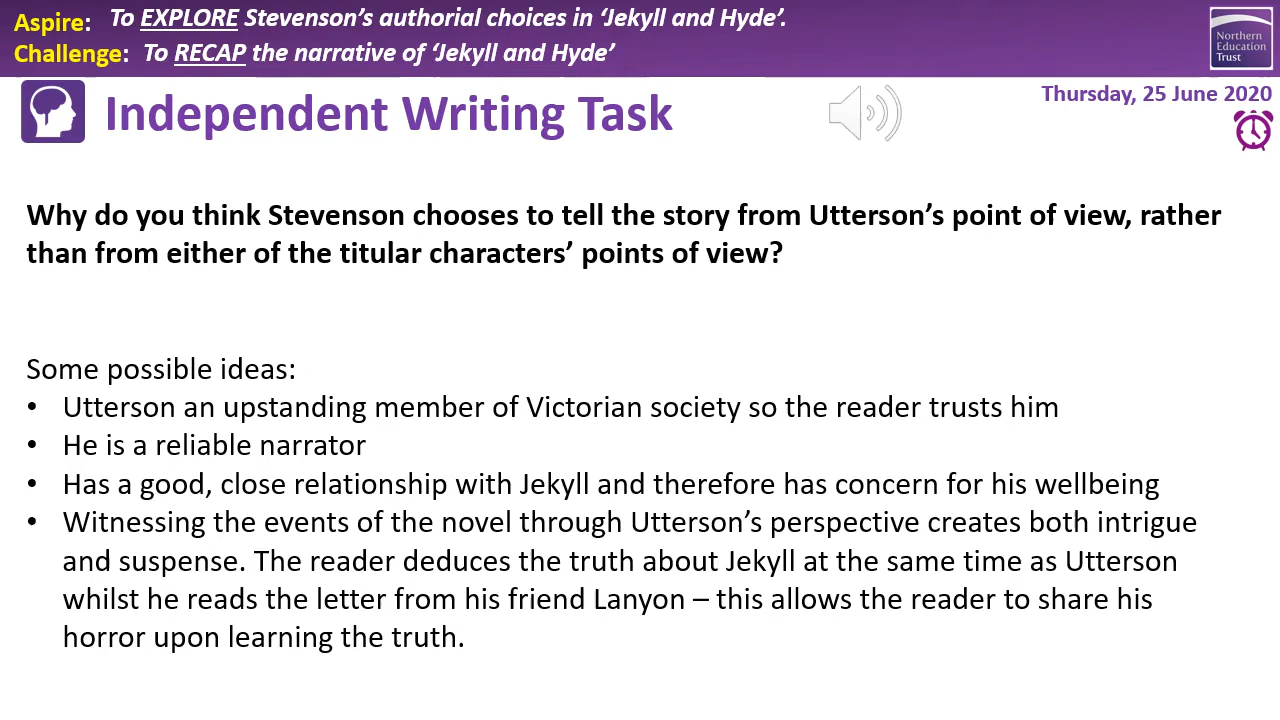 Aspire: To EXPLORE Stevenson's authorial choices in 'Jekyll and Hyde'.
Challenge: To RECAP the narrative of 'Jekyll and Hyde'
Northern
Education
Trust
Independent Writing Task
Thursday, 25 June 2020
Why do you think Stevenson chooses to tell the story from Utterson's point of view, rather
than from either of the titular characters' points of view?
Some possible ideas:
• Utterson an upstanding member of Victorian society so the reader trusts him
• He is a reliable narrator
• Has a good, close relationship with Jekyll and therefore has concern for his wellbeing
• Witnessing the events of the novel through Utterson's perspective creates both intrigue
and suspense. The reader deduces the truth about Jekyll at the same time as Utterson
whilst he reads the letter from his friend Lanyon – this allows the reader to share his
horror upon learning the truth.